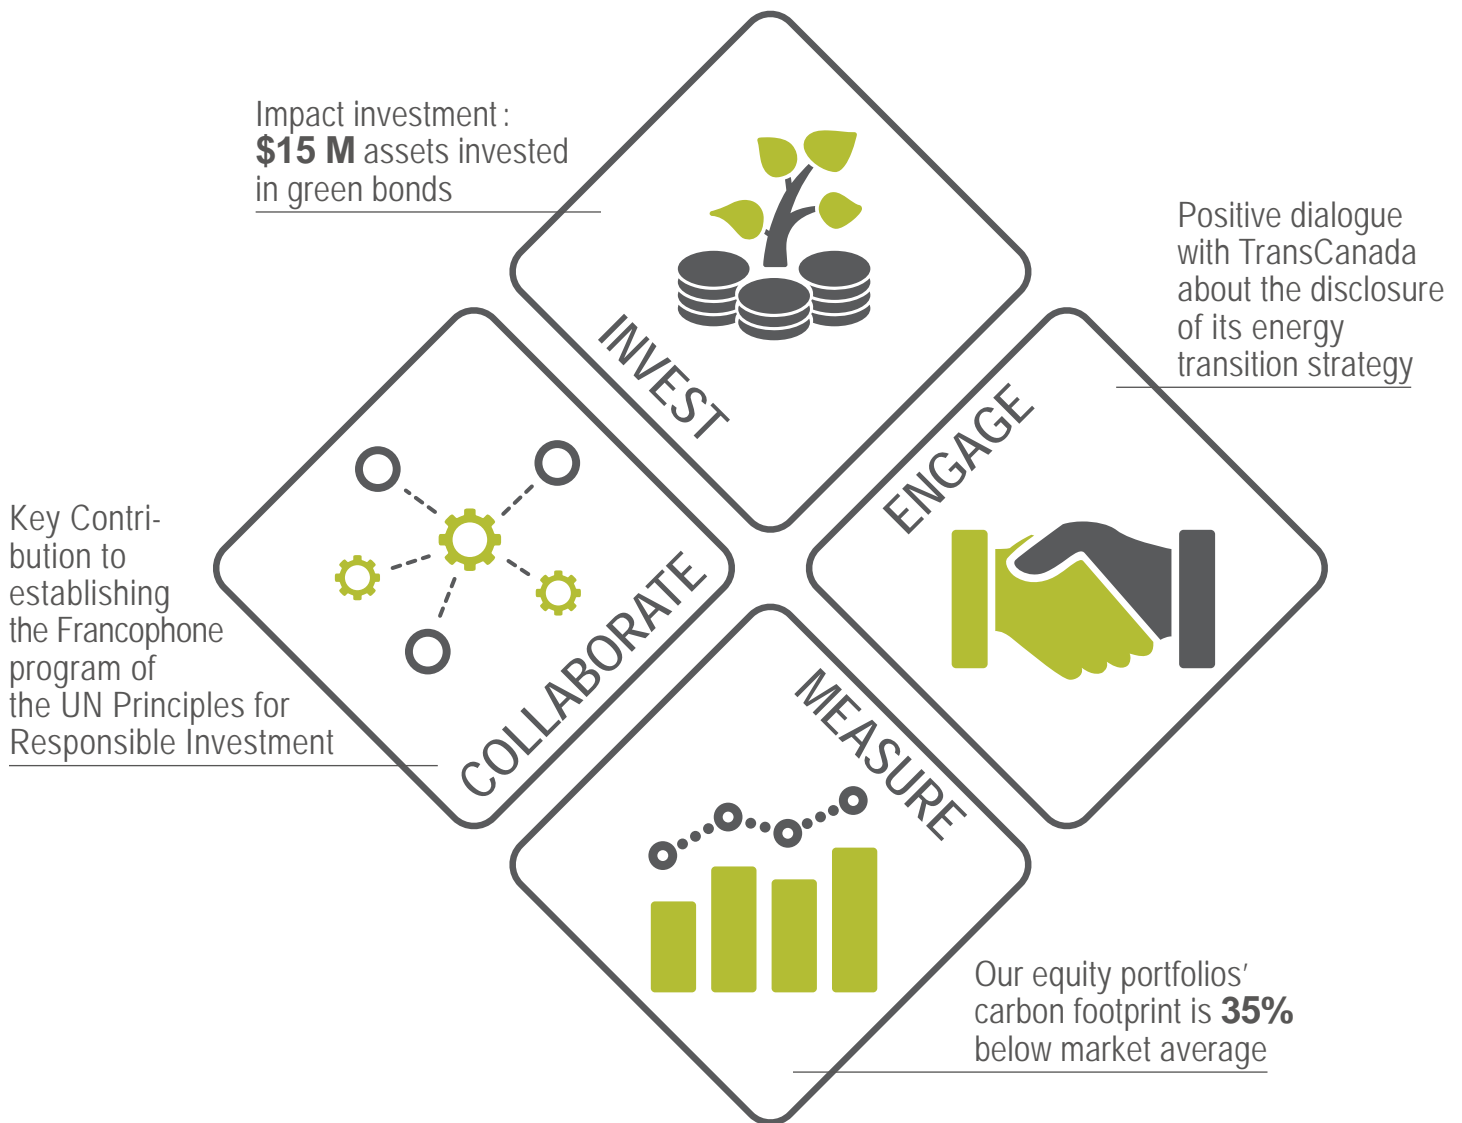 Impact investment :
$15 M assets invested
in green bonds
INVEST
Positive dialogue
with TransCanada
about the disclosure
of its energy
transition strategy
ENGAGE
Key Contri-
bution to
establishing
the Francophone
program of
the UN Principles for
Responsible Investment
COLLABORATE
MEASURE
Our equity portfolios’
carbon footprint is 35%
below market average